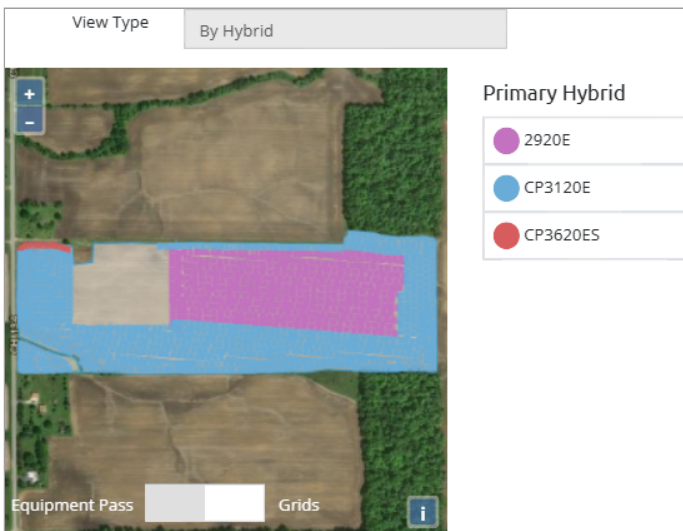 View Type
By Hybrid
+
–
Primary Hybrid
2920E
CP3120E
CP3620ES
Equipment Pass
Grids
i